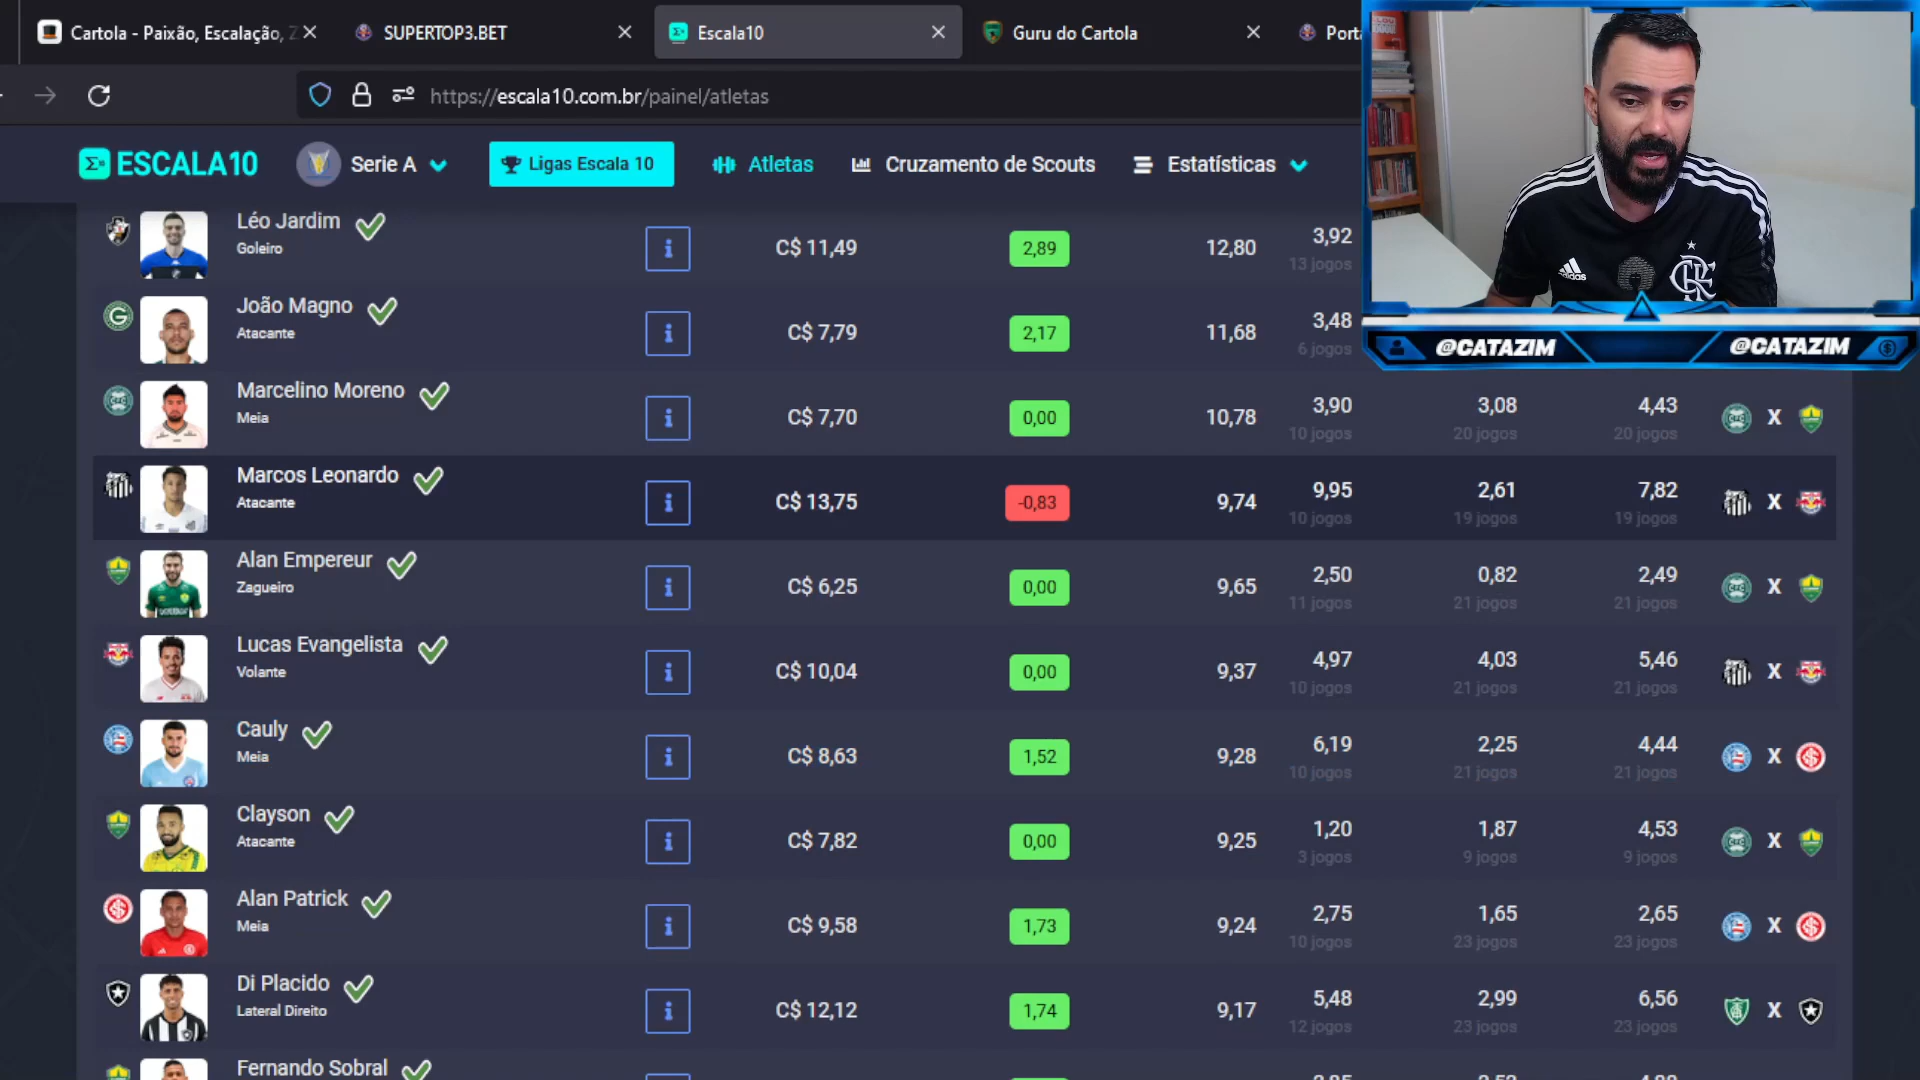 Cartola - Paixão, Escalação, Z
SUPERTOP3.BET
Escala10
Guru do Cartola
Porta
https://escala10.com.br/painel/atletas
ESCALA10
Serie A
Ligas Escala 10
Atletas
Cruzamento de Scouts
Estatísticas
adidas
CRF
@CATAZIM
@CATAZIM
Léo Jardim
Goleiro
C$ 11,49
2,89
12,80
3,92
13 jogos
João Magno
Atacante
C$ 7,79
2,17
11,68
3,48
6 jogos
Marcelino Moreno
Meia
C$ 7,70
0,00
10,78
3,90
10 jogos
3,08
20 jogos
4,43
20 jogos
X
Marcos Leonardo
Atacante
C$ 13,75
-0,83
9,74
9,95
10 jogos
2,61
19 jogos
7,82
19 jogos
X
Alan Empereur
Zagueiro
C$ 6,25
0,00
9,65
2,50
11 jogos
0,82
21 jogos
2,49
21 jogos
X
Lucas Evangelista
Volante
C$ 10,04
0,00
9,37
4,97
10 jogos
4,03
21 jogos
5,46
21 jogos
X
Cauly
Meia
C$ 8,63
1,52
9,28
6,19
10 jogos
2,25
21 jogos
4,44
21 jogos
X
Clayson
Atacante
C$ 7,82
0,00
9,25
1,20
3 jogos
1,87
9 jogos
4,53
9 jogos
X
Alan Patrick
Meia
C$ 9,58
1,73
9,24
2,75
10 jogos
1,65
23 jogos
2,65
23 jogos
X
Di Placido
Lateral Direito
C$ 12,12
1,74
9,17
5,48
12 jogos
2,99
23 jogos
6,56
23 jogos
X
Fernando Sobral